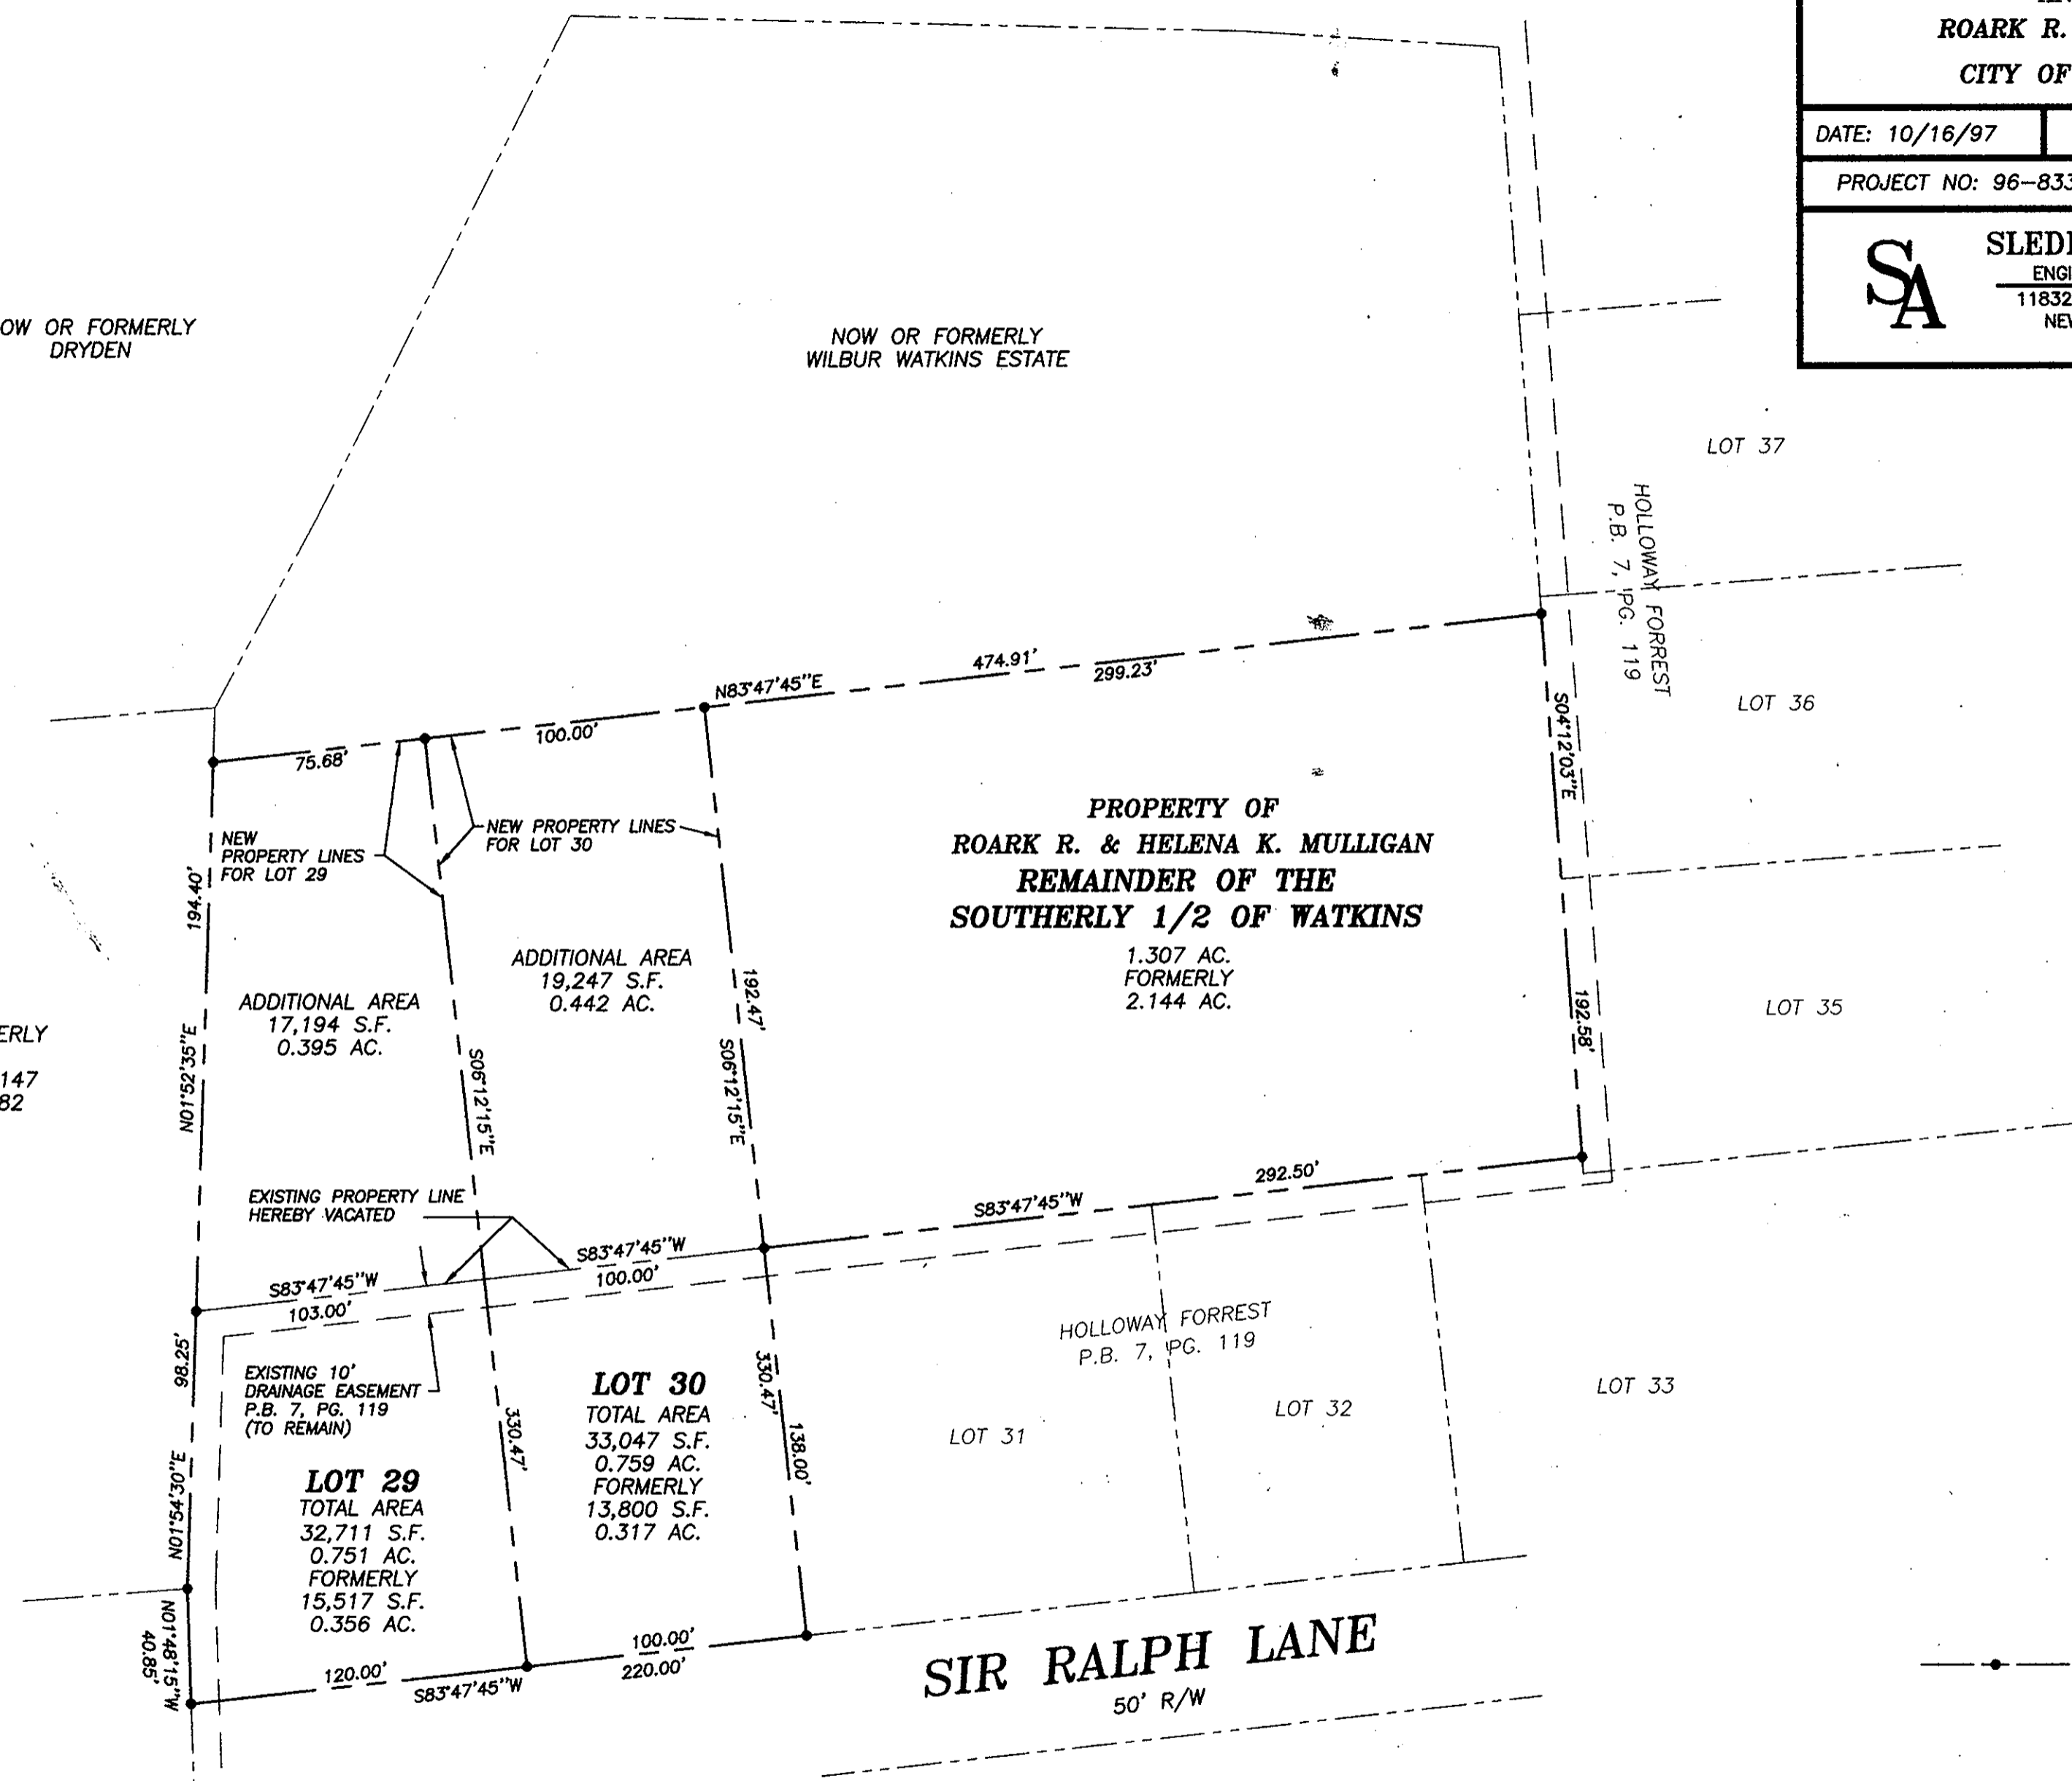 ROARK R.
CITY OF
DATE: 10/16/97
PROJECT NO: 96-833
SA
11832
OW OR FORMERLY
DRYDEN
NOW OR FORMERLY
WILBUR WATKINS ESTATE
LOT 37
HOLLOWAY FORREST
P.B. 7, PG. 119
LOT 36
LOT 35
474.91'
299.23'
N83°47'45"E
100.00'
75.68'
S04°12'03"E
192.58'
NEW
PROPERTY LINES
FOR LOT 29
NEW PROPERTY LINES
FOR LOT 30
PROPERTY OF
ROARK R. & HELENA K. MULLIGAN
REMAINDER OF THE
SOUTHERLY 1/2 OF WATKINS
1.307 AC.
FORMERLY
2.144 AC.
194.40'
N01°52'35"E
ADDITIONAL AREA
17,194 S.F.
0.395 AC.
ADDITIONAL AREA
19,247 S.F.
0.442 AC.
S06°12'15"E
192.47'
S06°12'15"E
ERLY
147
82
EXISTING PROPERTY LINE
HEREBY VACATED
S83°47'45"W
103.00'
S83°47'45"W
100.00'
S83°47'45"W
292.50'
98.25'
N01°54'30"E
EXISTING 10'
DRAINAGE EASEMENT
P.B. 7, PG. 119
(TO REMAIN)
LOT 29
TOTAL AREA
32,711 S.F.
0.751 AC.
FORMERLY
15,517 S.F.
0.356 AC.
330.47'
LOT 30
TOTAL AREA
33,047 S.F.
0.759 AC.
FORMERLY
13,800 S.F.
0.317 AC.
330.47'
138.00'
HOLLOWAY FORREST
P.B. 7, PG. 119
LOT 31
LOT 32
LOT 33
N01°48'15"W
40.85'
120.00'
S83°47'45"W
100.00'
220.00'
SIR RALPH LANE
50' R/W